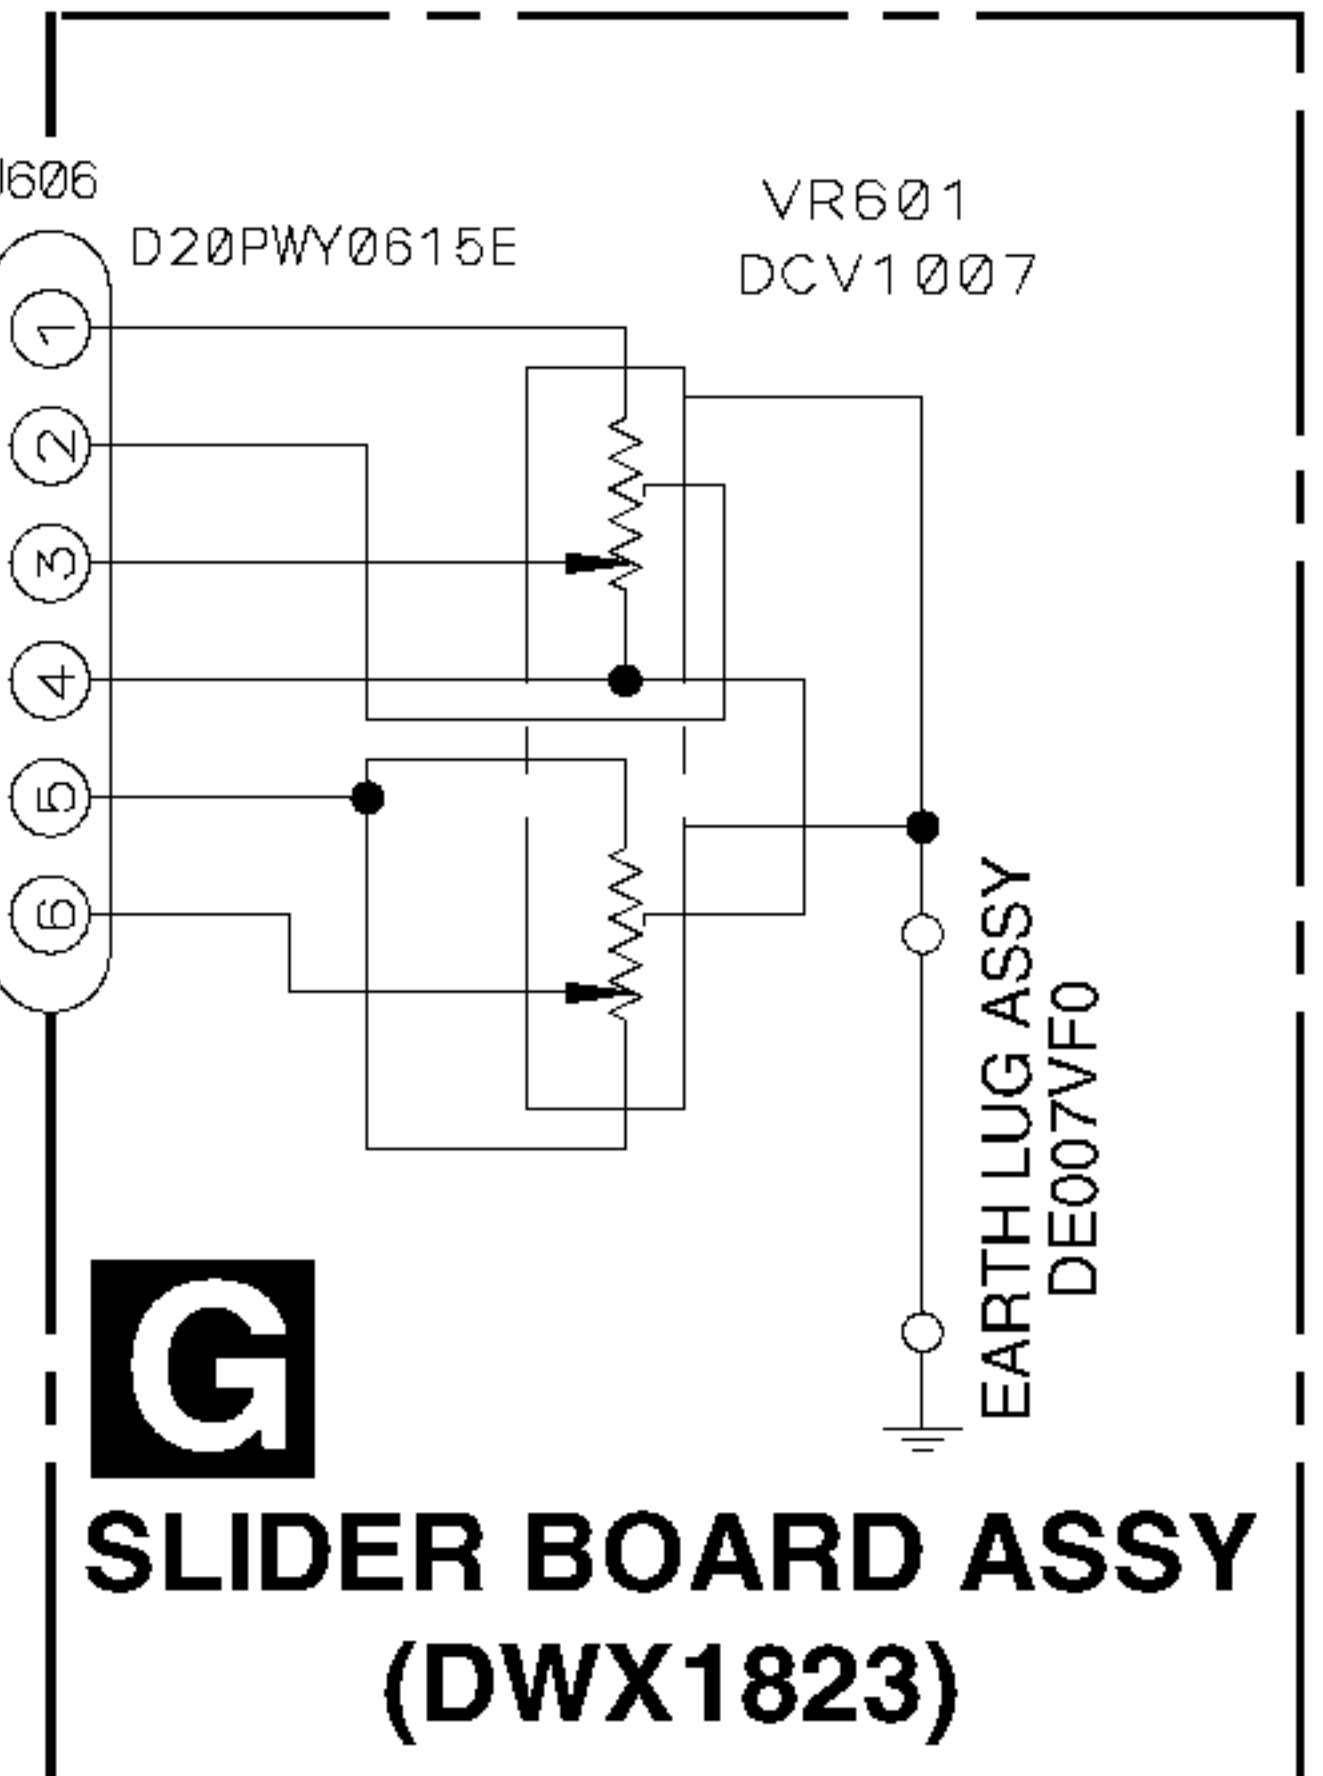 J606
D20PWY0615E
VR601
DCV1007
1
2
3
4
5
6
EARTH LUG ASSY
DE007VF0
G
SLIDER BOARD ASSY
(DWX1823)